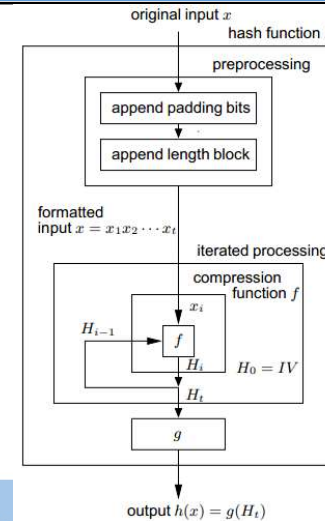 original input x
hash function
preprocessing
append padding bits
append length block
formatted
input x = x₁x₂ ⋯ xₜ
iterated processing
compression
function f
xᵢ
Hᵢ₋₁
f
Hᵢ
H₀ = IV
Hₜ
g
output h(x) = g(Hₜ)